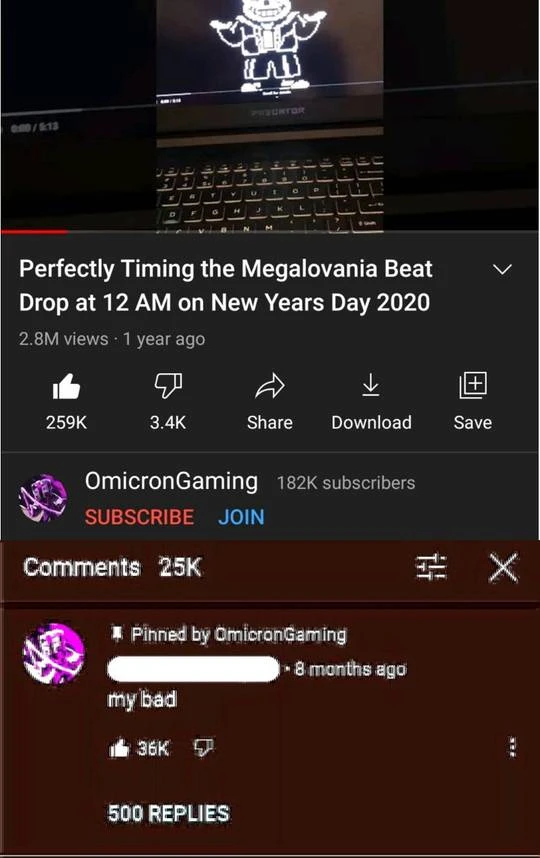 0:00 / 5:13
PREDATOR
Perfectly Timing the Megalovania Beat
Drop at 12 AM on New Years Day 2020
2.8M views · 1 year ago
259K
3.4K
Share
Download
Save
OmicronGaming 182K subscribers
SUBSCRIBE JOIN
Comments 25K
Pinned by OmicronGaming
· 8 months ago
my bad
36K
500 REPLIES